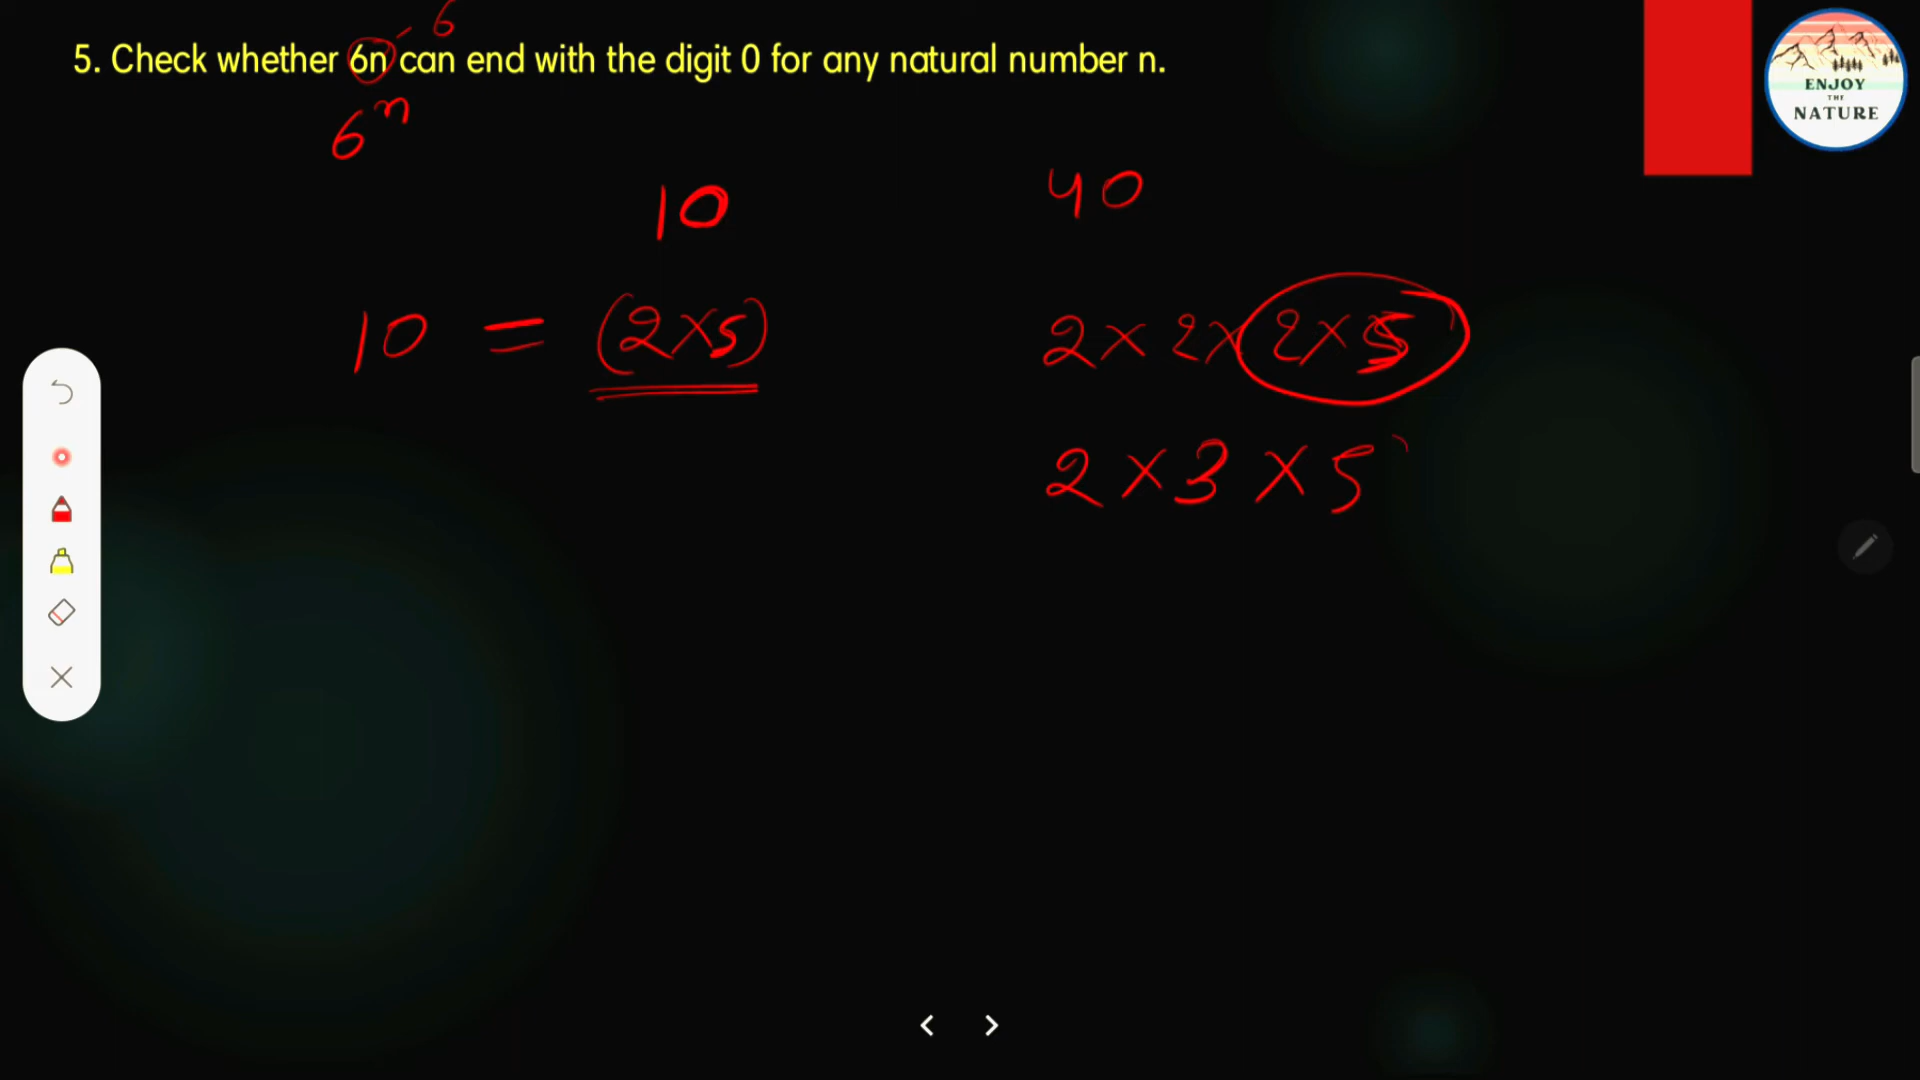 6
5. Check whether 6n can end with the digit 0 for any natural number n.
6ⁿ
10
40
10 = (2×5)
2×2×2×5
2×3×5
ENJOY
THE
NATURE